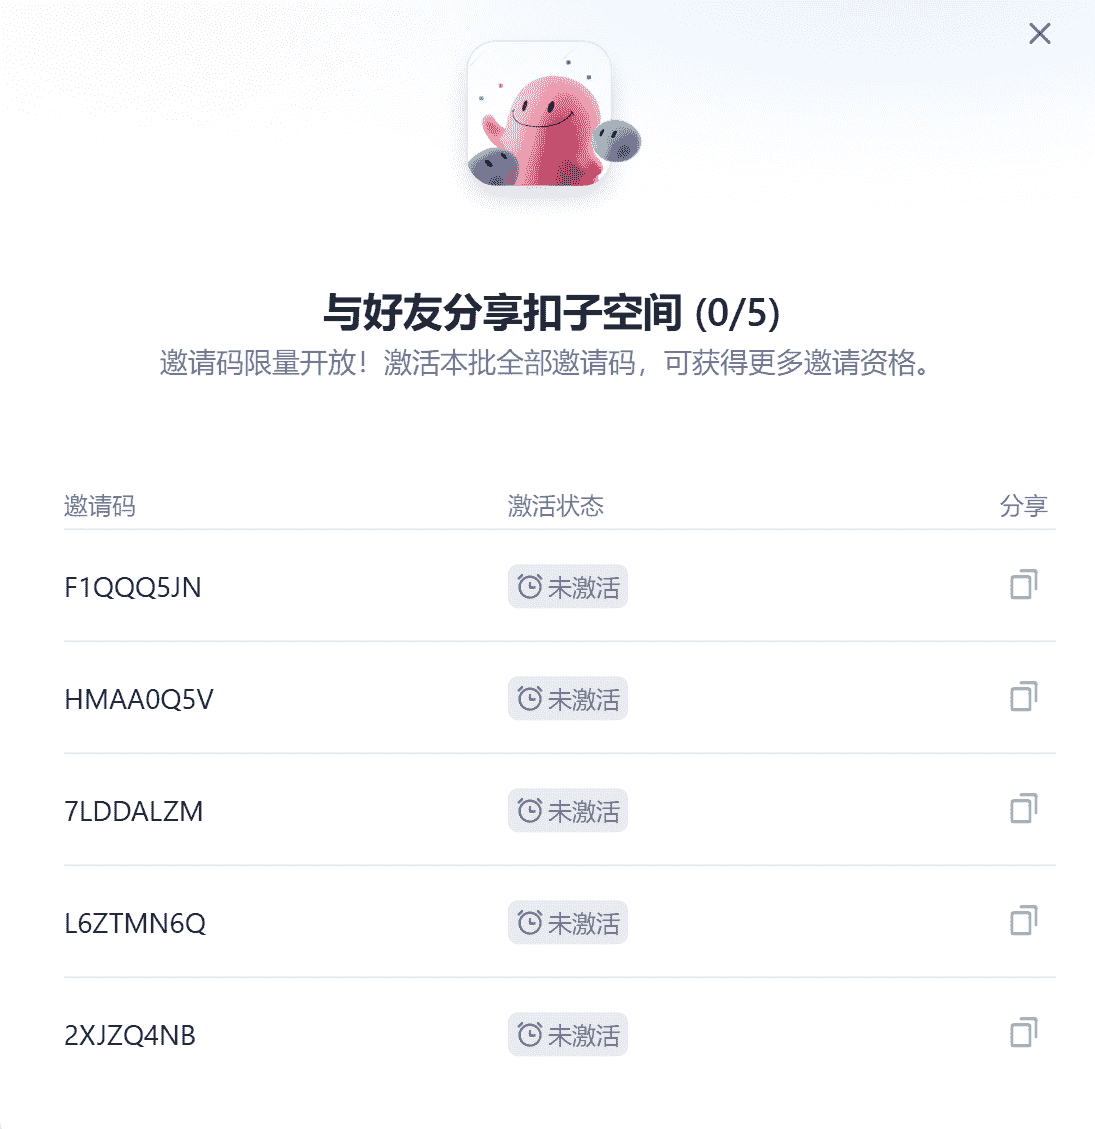 与好友分享扣子空间 (0/5)
邀请码限量开放！激活本批全部邀请码，可获得更多邀请资格。
邀请码 激活状态 分享
F1QQQ5JN 未激活
HMAA0Q5V 未激活
7LDDALZM 未激活
L6ZTMN6Q 未激活
2XJZQ4NB 未激活